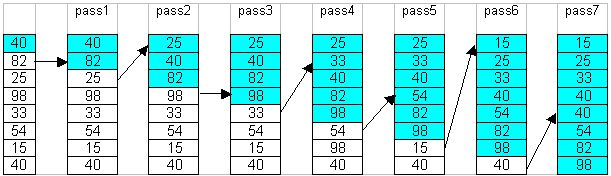 pass1 pass2 pass3 pass4 pass5 pass6 pass7
40 40 25 25 25 25 15 15
82 82 40 40 33 33 25 25
25 25 82 82 40 40 33 33
98 98 98 98 82 54 40 40
33 33 33 33 98 82 54 40
54 54 54 54 54 98 82 54
15 15 15 15 15 15 98 82
40 40 40 40 40 40 40 98